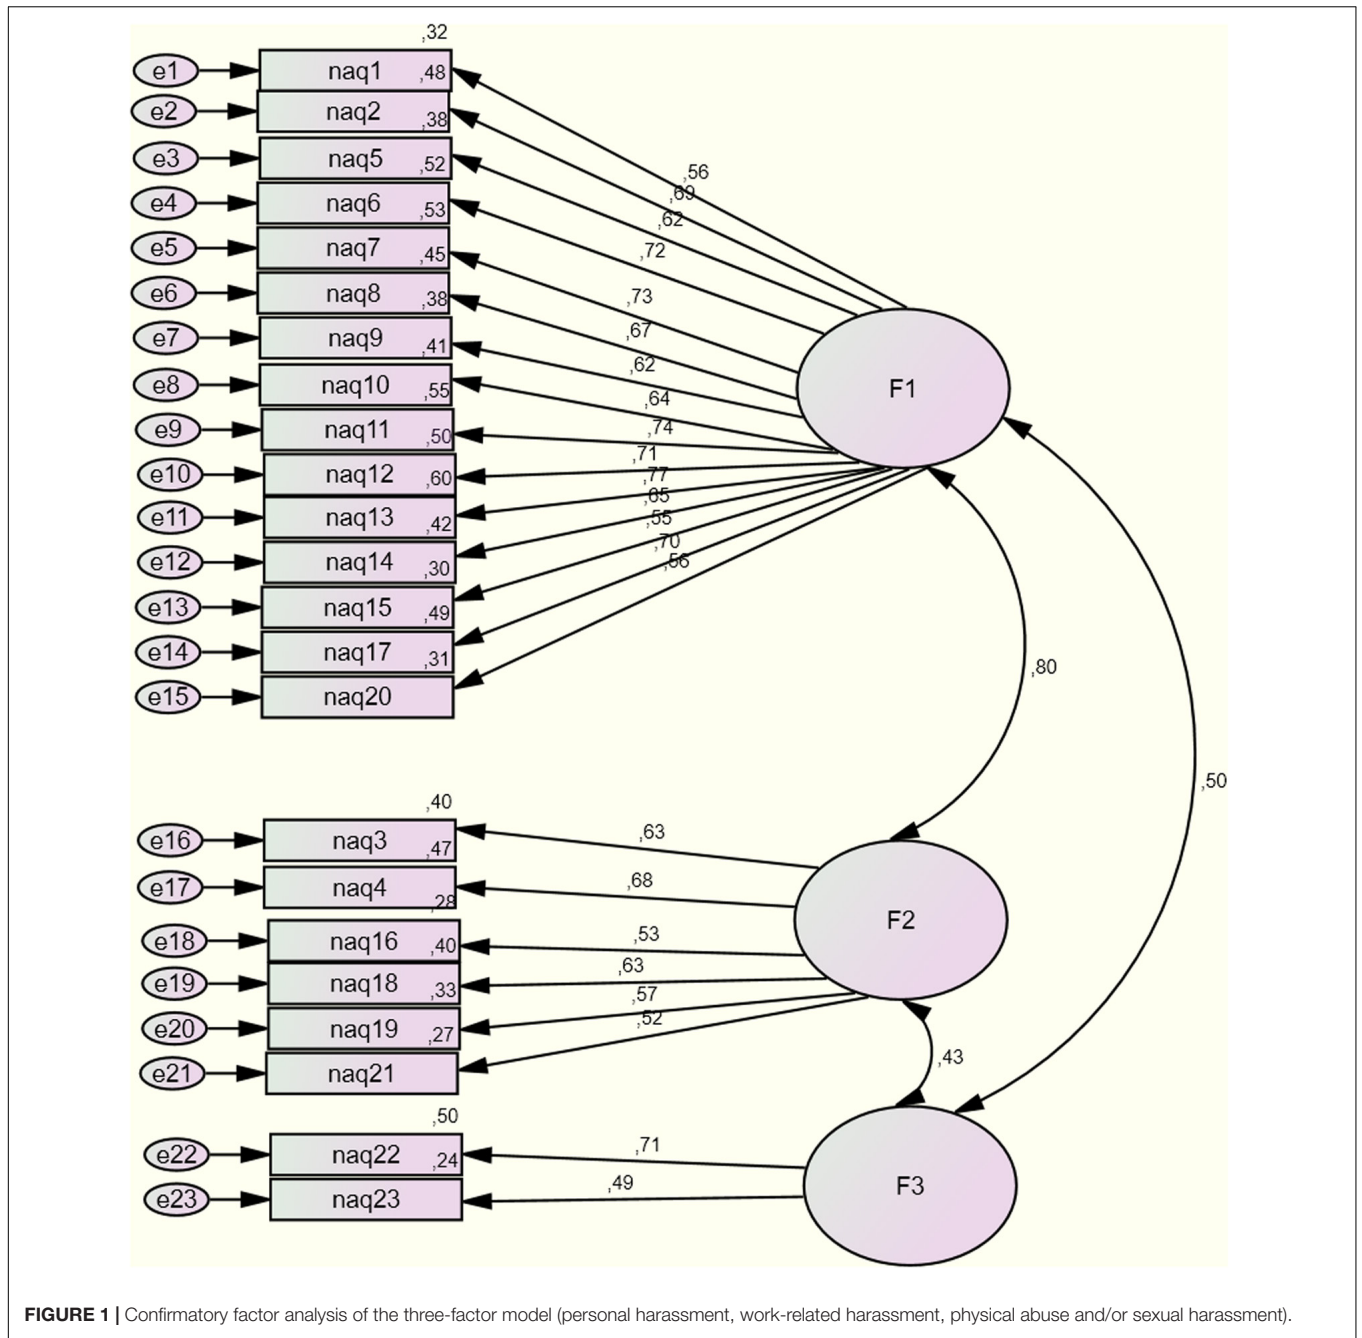 ,32
e1 naq1 ,48
e2 naq2 ,38
e3 naq5 ,52
e4 naq6 ,53
e5 naq7 ,45
e6 naq8 ,38
e7 naq9 ,41
e8 naq10 ,55
e9 naq11 ,50
e10 naq12 ,60
e11 naq13 ,42
e12 naq14 ,30
e13 naq15 ,49
e14 naq17 ,31
e15 naq20
,56
,69
,62
,72
,73
,67
,62
,64
,74
,71
,77
,65
,55
,70
,56
F1
,80
,50
,40
e16 naq3 ,47
e17 naq4 ,28
e18 naq16 ,40
e19 naq18 ,33
e20 naq19 ,27
e21 naq21
,63
,68
,53
,63
,57
,52
F2
,43
,50
e22 naq22 ,24
e23 naq23
,71
,49
F3
FIGURE 1 | Confirmatory factor analysis of the three-factor model (personal harassment, work-related harassment, physical abuse and/or sexual harassment).